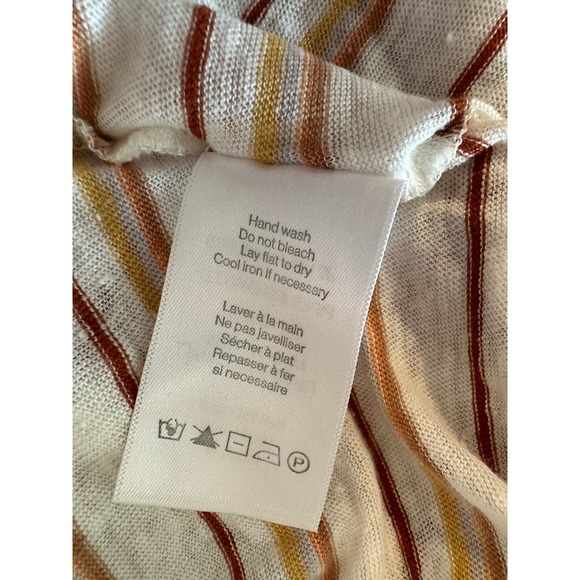 Hand wash
Do not bleach
Lay flat to dry
Cool iron if necessary
Laver à la main
Ne pas javelliser
Sécher à plat
Repasser à fer
si necessaire
P